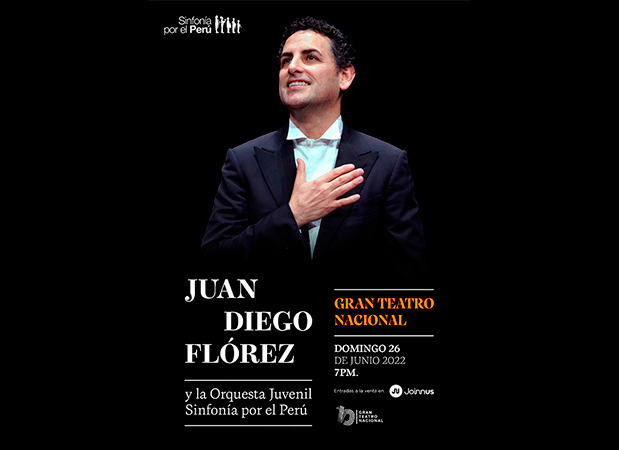 Sinfonía
por el Perú
JUAN
DIEGO
FLÓREZ
y la Orquesta Juvenil
Sinfonía por el Perú
GRAN TEATRO
NACIONAL
DOMINGO 26
DE JUNIO 2022
7PM.
Entradas a la venta en: Joinnus
GRAN
TEATRO
NACIONAL